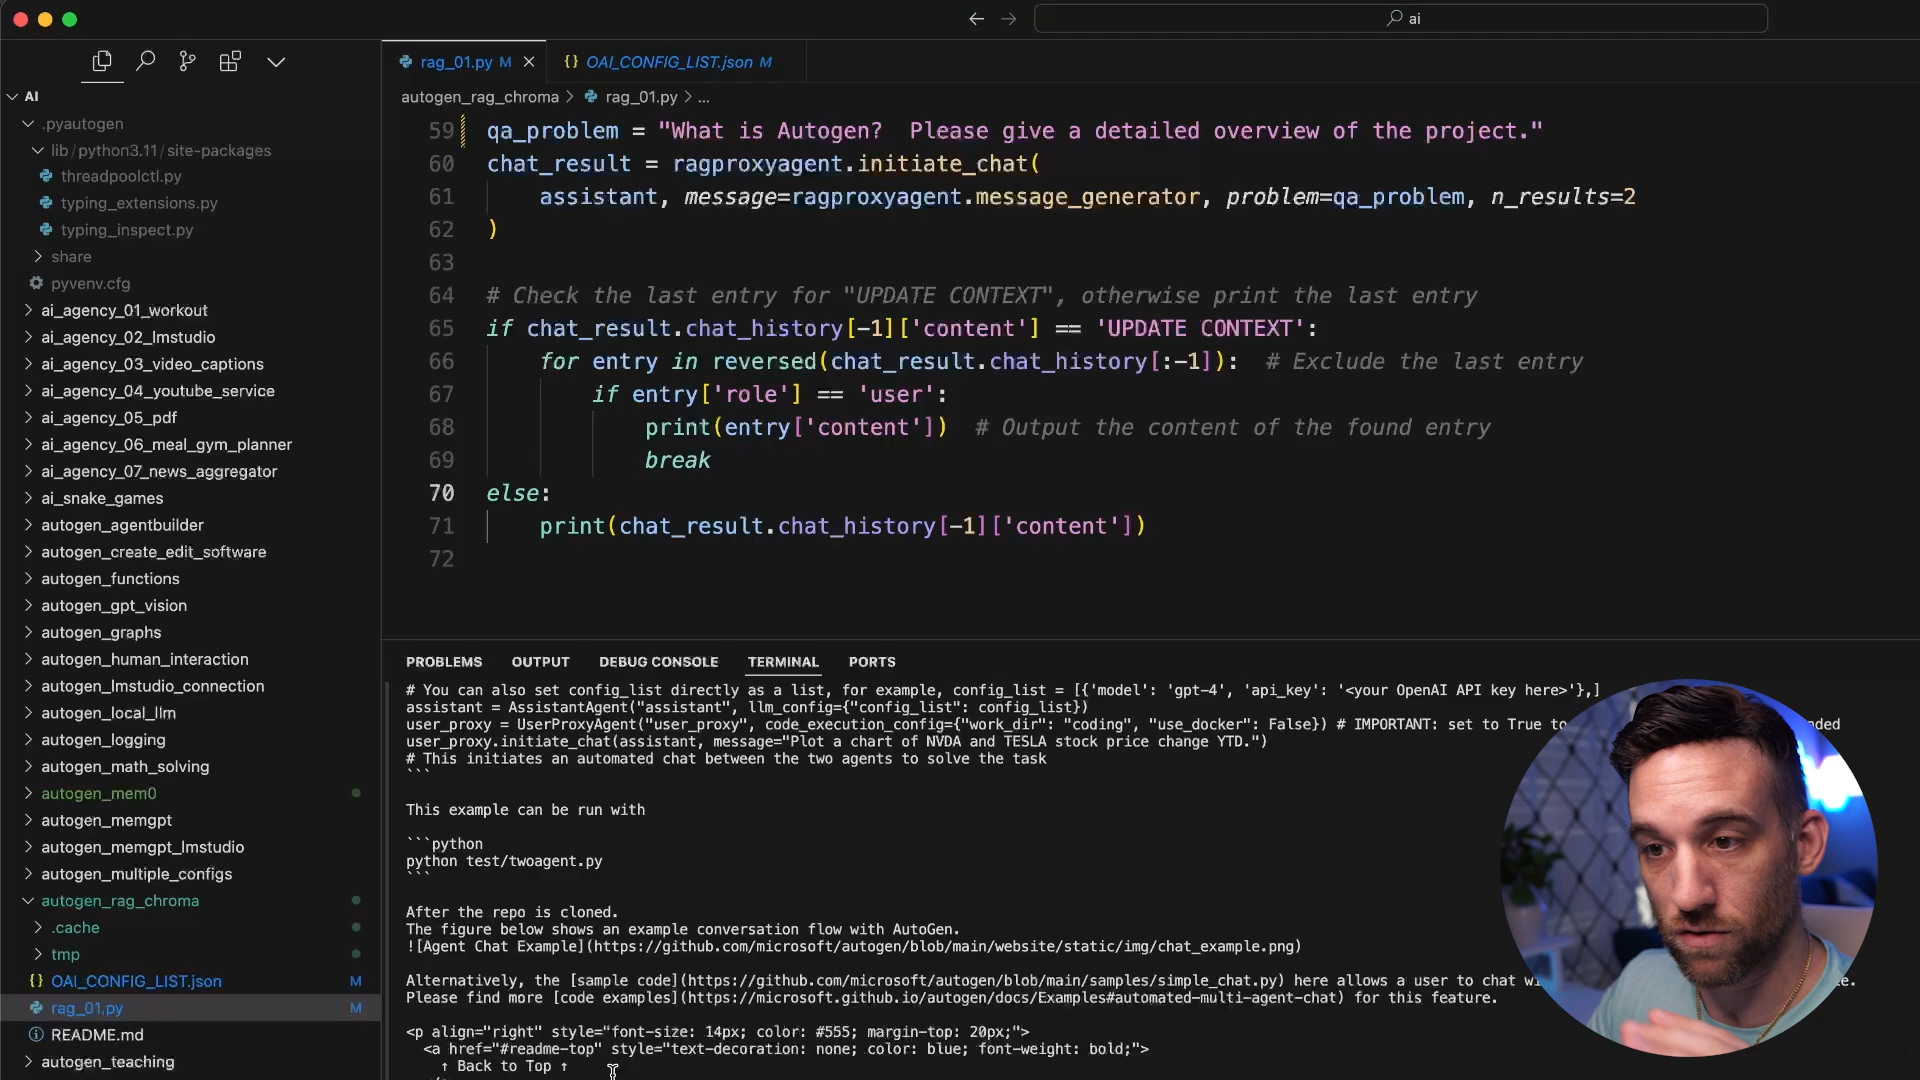 ai
rag_01.py M
{} OAI_CONFIG_LIST.json M
AI
.pyautogen
lib/python3.11/site-packages
threadpoolctl.py
typing_extensions.py
typing_inspect.py
share
pyvenv.cfg
ai_agency_01_workout
ai_agency_02_lmstudio
ai_agency_03_video_captions
ai_agency_04_youtube_service
ai_agency_05_pdf
ai_agency_06_meal_gym_planner
ai_agency_07_news_aggregator
ai_snake_games
autogen_agentbuilder
autogen_create_edit_software
autogen_functions
autogen_gpt_vision
autogen_graphs
autogen_human_interaction
autogen_lmstudio_connection
autogen_local_llm
autogen_logging
autogen_math_solving
autogen_mem0
autogen_memgpt
autogen_memgpt_lmstudio
autogen_multiple_configs
autogen_rag_chroma
.cache
tmp
{} OAI_CONFIG_LIST.json M
rag_01.py M
README.md
autogen_teaching
autogen_rag_chroma > rag_01.py > ...
59 qa_problem = "What is Autogen?  Please give a detailed overview of the project."
60 chat_result = ragproxyagent.initiate_chat(
61     assistant, message=ragproxyagent.message_generator, problem=qa_problem, n_results=2
62 )
63
64 # Check the last entry for "UPDATE CONTEXT", otherwise print the last entry
65 if chat_result.chat_history[-1]['content'] == 'UPDATE CONTEXT':
66     for entry in reversed(chat_result.chat_history[:-1]):  # Exclude the last entry
67         if entry['role'] == 'user':
68             print(entry['content'])  # Output the content of the found entry
69             break
70 else:
71     print(chat_result.chat_history[-1]['content'])
72
PROBLEMS OUTPUT DEBUG CONSOLE TERMINAL PORTS
# You can also set config_list directly as a list, for example, config_list = [{'model': 'gpt-4', 'api_key': '<your OpenAI API key here>'},]
assistant = AssistantAgent("assistant", llm_config={"config_list": config_list})
user_proxy = UserProxyAgent("user_proxy", code_execution_config={"work_dir": "coding", "use_docker": False}) # IMPORTANT: set to True to
user_proxy.initiate_chat(assistant, message="Plot a chart of NVDA and TESLA stock price change YTD.")
# This initiates an automated chat between the two agents to solve the task
```
This example can be run with
```python
python test/twoagent.py
```
After the repo is cloned.
The figure below shows an example conversation flow with AutoGen.
![Agent Chat Example](https://github.com/microsoft/autogen/blob/main/website/static/img/chat_example.png)
Alternatively, the [sample code](https://github.com/microsoft/autogen/blob/main/samples/simple_chat.py) here allows a user to chat
Please find more [code examples](https://microsoft.github.io/autogen/docs/Examples#automated-multi-agent-chat) for this feature.
<p align="right" style="font-size: 14px; color: #555; margin-top: 20px;">
<a href="#readme-top" style="text-decoration: none; color: blue; font-weight: bold;">
↑ Back to Top ↑